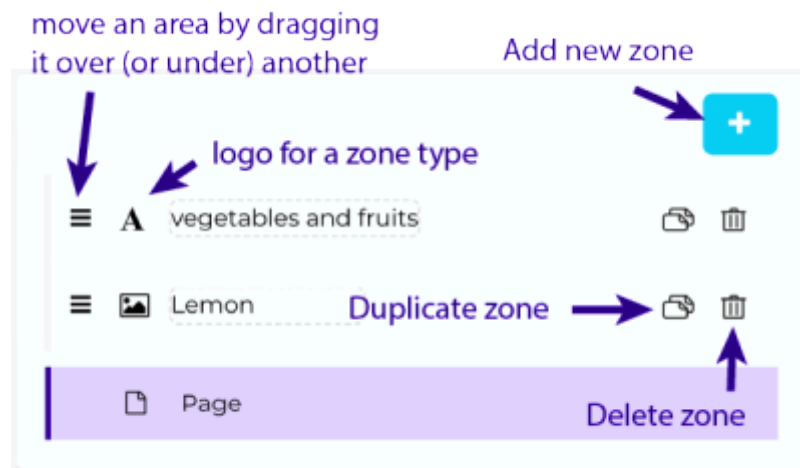 move an area by dragging
it over (or under) another
Add new zone
+
logo for a zone type
A vegetables and fruits
Lemon
Duplicate zone
Page
Delete zone